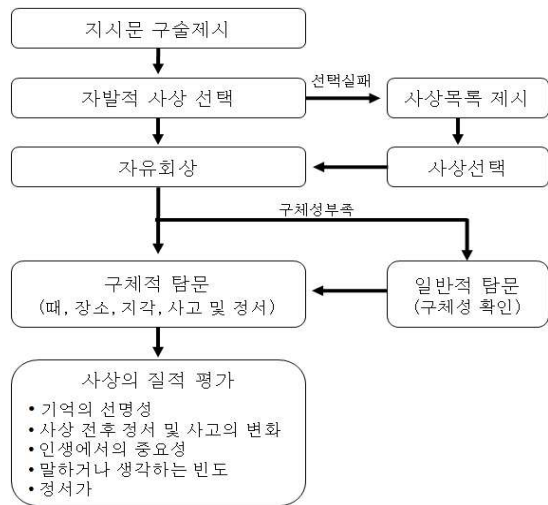 지시문 구술제시
자발적 사상 선택
선택실패
사상목록 제시
자유회상
사상선택
구체성부족
구체적 탐문
(때, 장소, 지각, 사고 및 정서)
일반적 탐문
(구체성 확인)
사상의 질적 평가
• 기억의 선명성
• 사상 전후 정서 및 사고의 변화
• 인생에서의 중요성
• 말하거나 생각하는 빈도
• 정서가